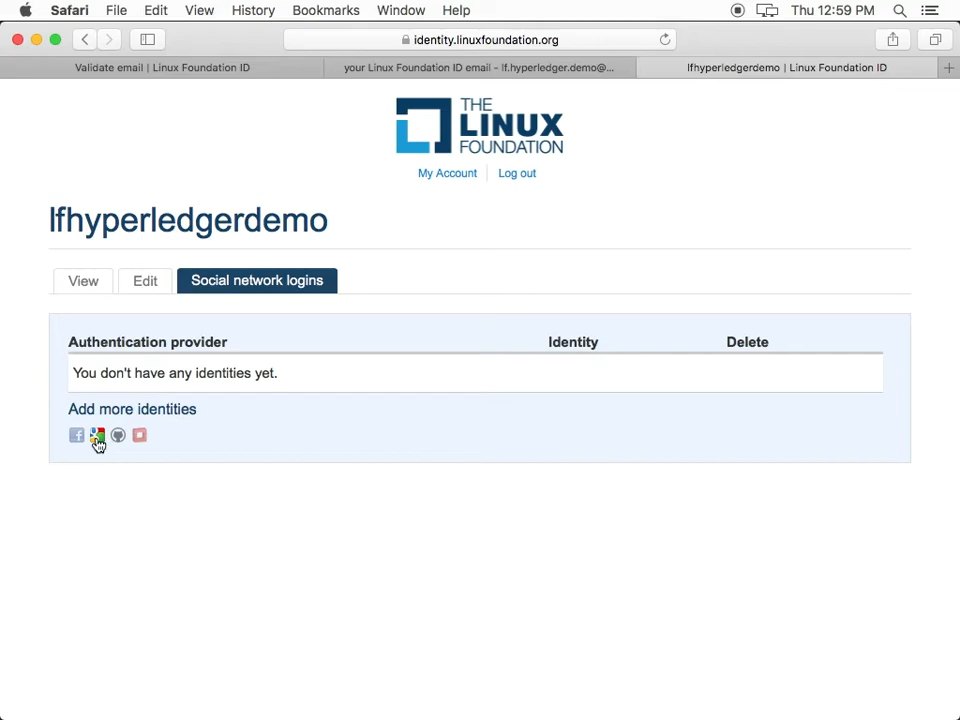 Safari File Edit View History Bookmarks Window Help Thu 12:59 PM
identity.linuxfoundation.org
Validate email | Linux Foundation ID your Linux Foundation ID email - lf.hyperledger.demo@... lfhyperledgerdemo | Linux Foundation ID
THE
LINUX
FOUNDATION
My Account Log out
lfhyperledgerdemo
View Edit Social network logins
Authentication provider Identity Delete
You don't have any identities yet.
Add more identities